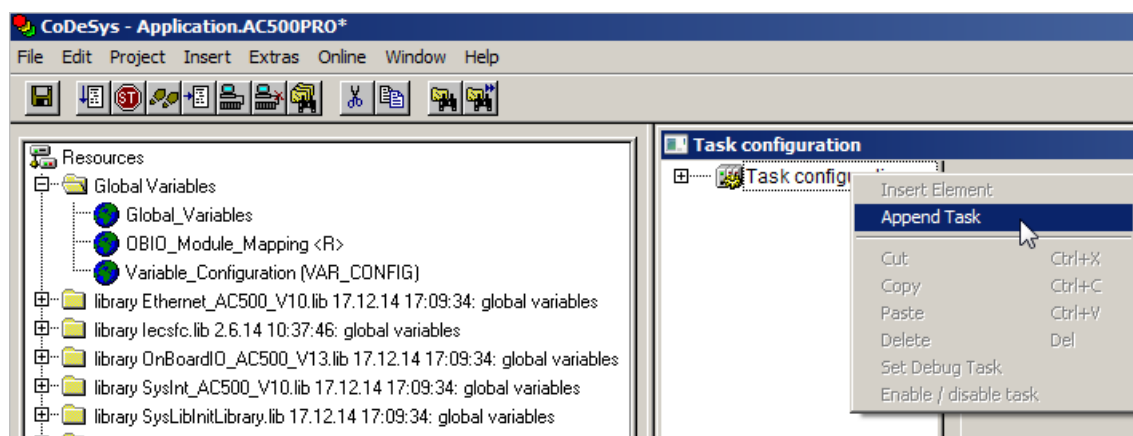 CoDeSys - Application.AC500PRO*
File Edit Project Insert Extras Online Window Help
ST
Resources
Global Variables
Global_Variables
OBIO_Module_Mapping <R>
Variable_Configuration (VAR_CONFIG)
library Ethernet_AC500_V10.lib 17.12.14 17:09:34: global variables
library Iecsfc.lib 2.6.14 10:37:46: global variables
library OnBoardIO_AC500_V13.lib 17.12.14 17:09:34: global variables
library SysInt_AC500_V10.lib 17.12.14 17:09:34: global variables
library SysLibInitLibrary.lib 17.12.14 17:09:34: global variables
Task configuration
Task config
Insert Element
Append Task
Cut Ctrl+X
Copy Ctrl+C
Paste Ctrl+V
Delete Del
Set Debug Task
Enable / disable task